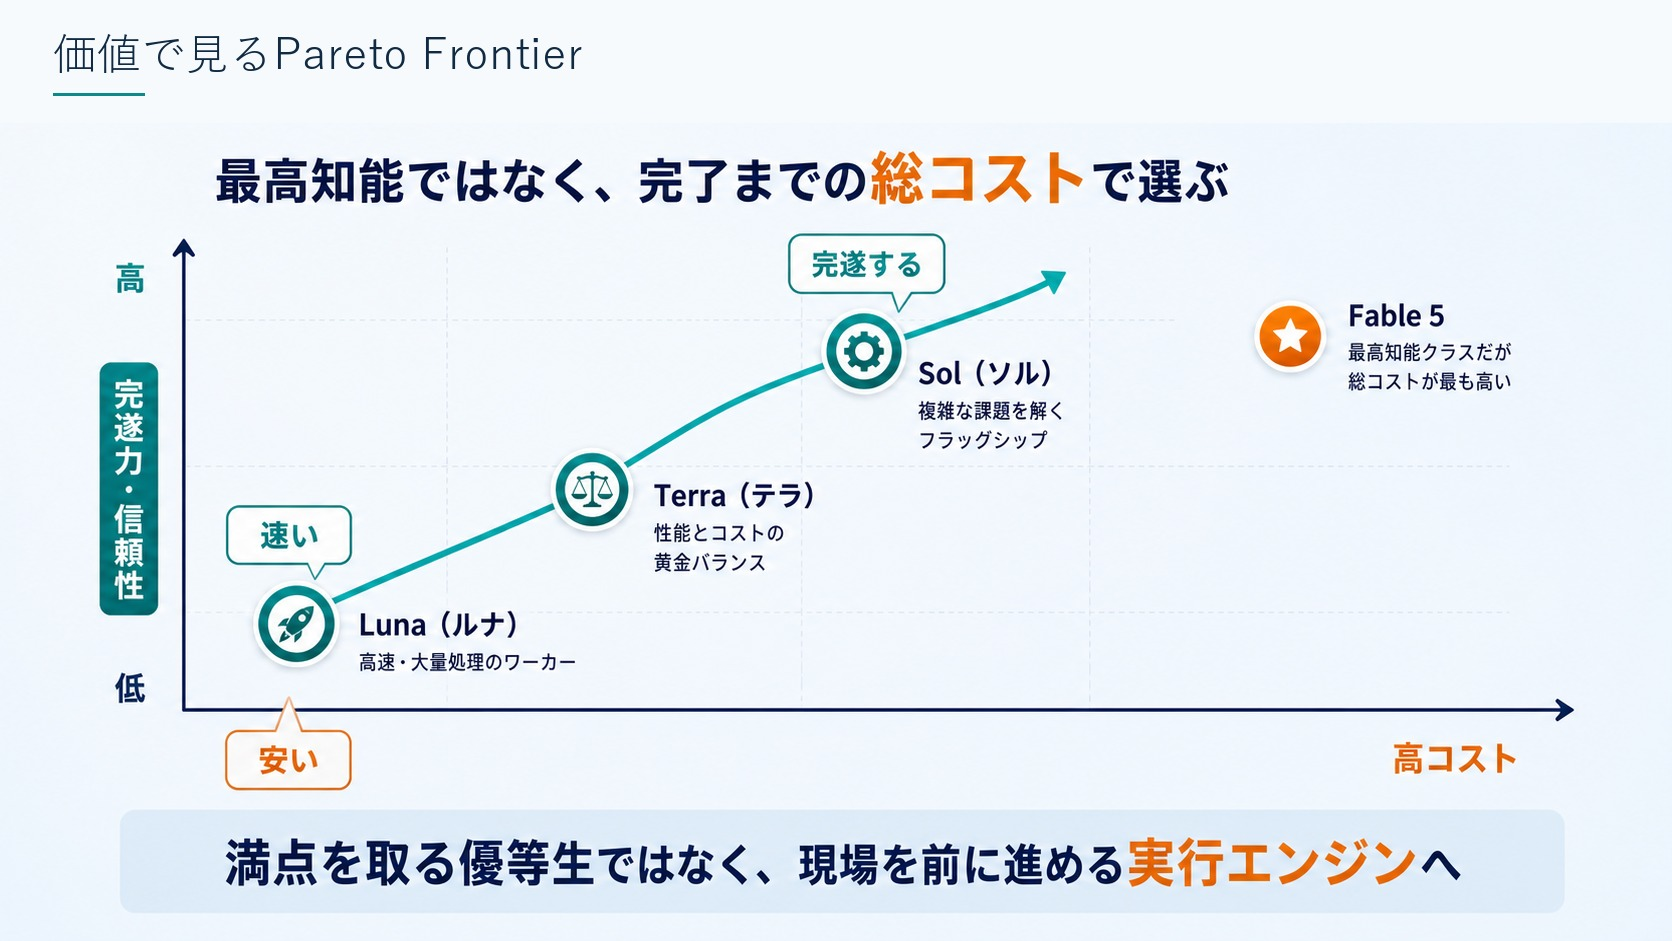 価値で見るPareto Frontier
最高知能ではなく、完了までの総コストで選ぶ
高
完遂力・信頼性
低
完遂する
Sol（ソル）
複雑な課題を解く
フラッグシップ
Fable 5
最高知能クラスだが
総コストが最も高い
Terra（テラ）
性能とコストの
黄金バランス
速い
Luna（ルナ）
高速・大量処理のワーカー
安い
高コスト
満点を取る優等生ではなく、現場を前に進める実行エンジンへ